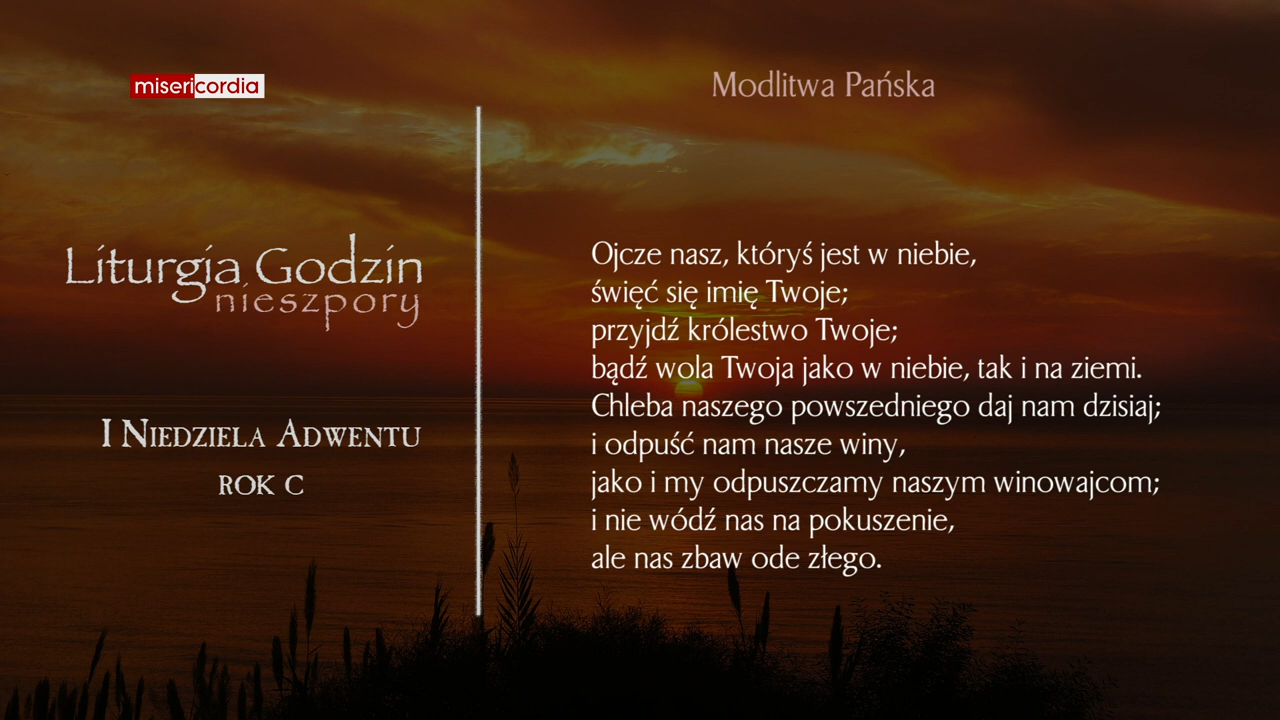 misericordia
Liturgia Godzin
nieszpory
I Niedziela Adwentu
ROK C
Modlitwa Pańska
Ojcze nasz, któryś jest w niebie,
święć się imię Twoje;
przyjdź królestwo Twoje;
bądź wola Twoja jako w niebie, tak i na ziemi.
Chleba naszego powszedniego daj nam dzisiaj;
i odpuść nam nasze winy,
jako i my odpuszczamy naszym winowajcom;
i nie wódź nas na pokuszenie,
ale nas zbaw ode złego.